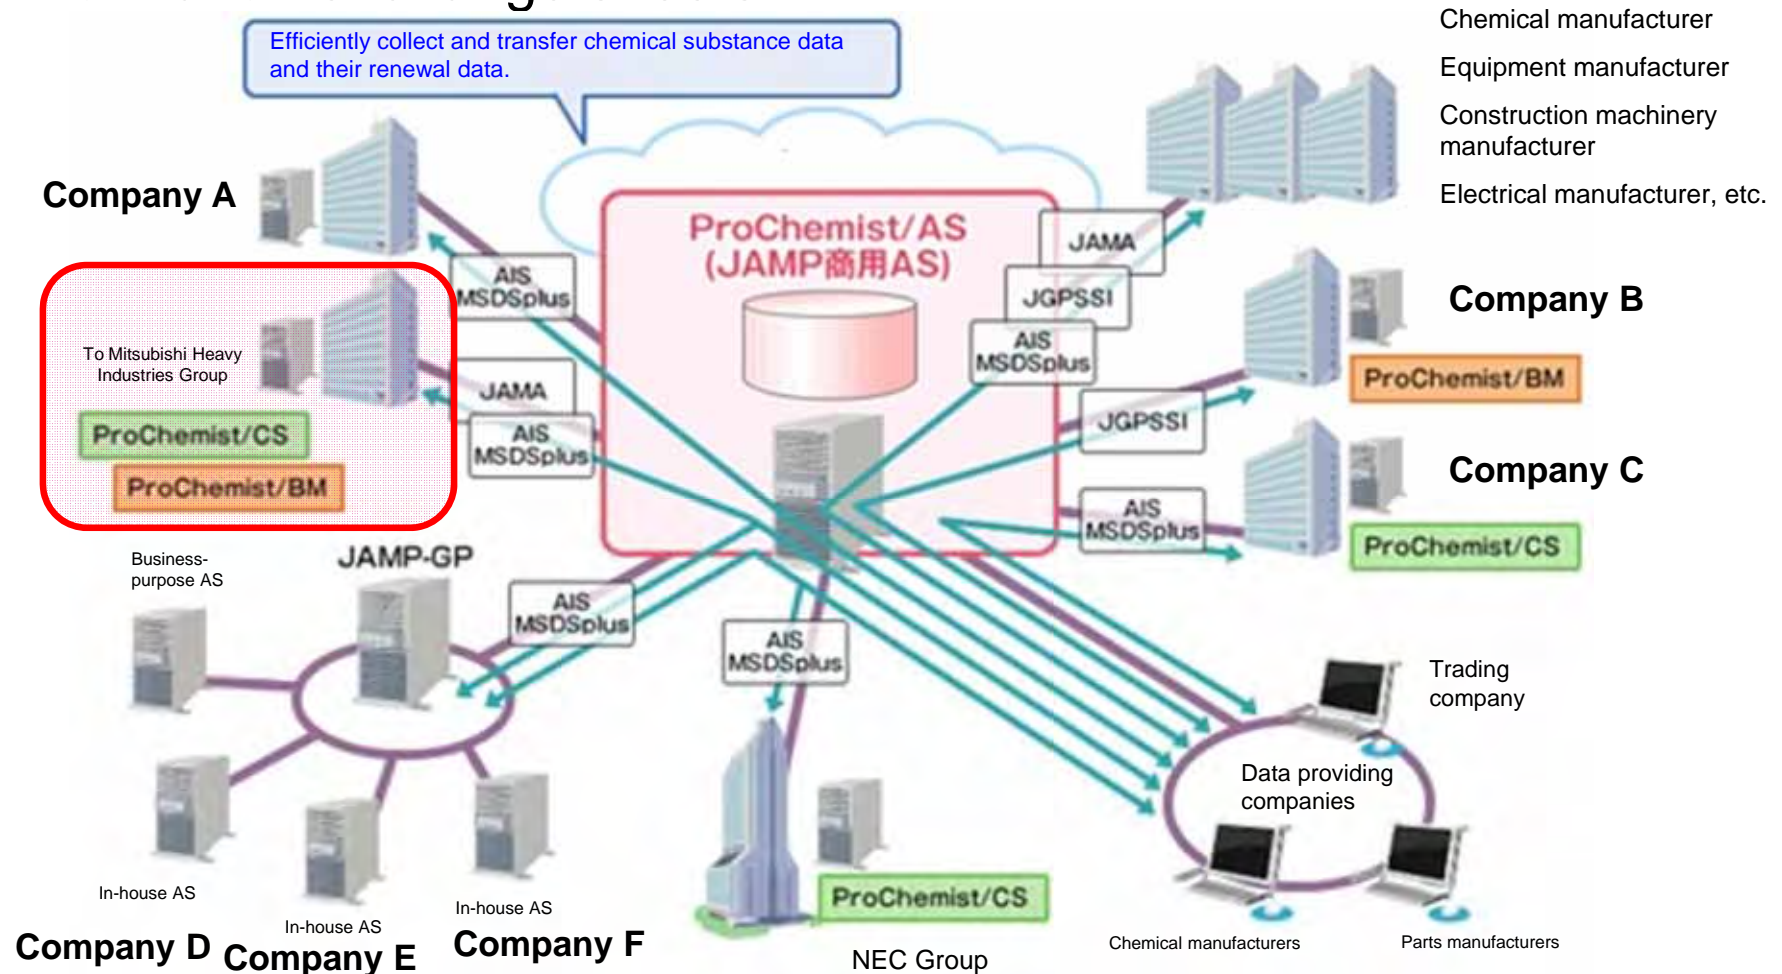 Efficiently collect and transfer chemical substance data
and their renewal data.
Chemical manufacturer
Equipment manufacturer
Construction machinery
manufacturer
Electrical manufacturer, etc.
Company A
ProChemist/AS
(JAMP商用AS)
JAMA
JGPSSI
AIS
MSDSplus
AIS
MSDSplus
Company B
ProChemist/BM
JGPSSI
To Mitsubishi Heavy
Industries Group
JAMA
AIS
MSDSplus
ProChemist/CS
ProChemist/BM
Company C
AIS
MSDSplus
ProChemist/CS
Business-
purpose AS
JAMP-GP
AIS
MSDSplus
AIS
MSDSplus
Trading
company
Data providing
companies
In-house AS
In-house AS
In-house AS
Company D
Company E
Company F
ProChemist/CS
NEC Group
Chemical manufacturers
Parts manufacturers